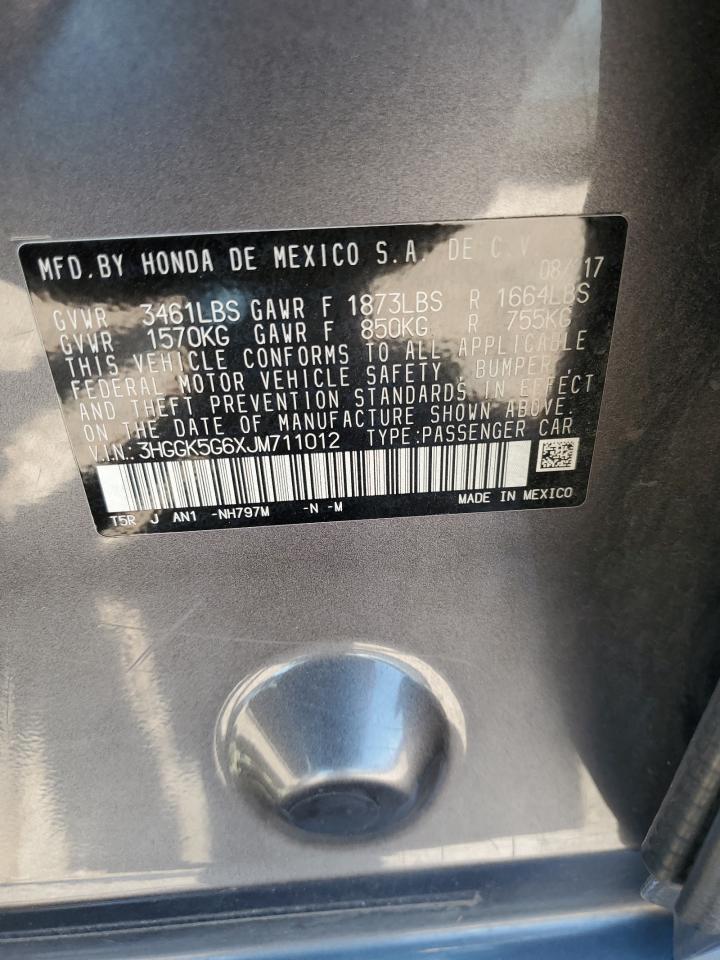 MFD.BY HONDA DE MEXICO S.A. DE C.V.
08/17
GVWR 3461LBS GAWR F 1873LBS R 1664LBS
GVWR 1570KG GAWR F 850KG R 755KG
THIS VEHICLE CONFORMS TO ALL APPLICABLE
FEDERAL MOTOR VEHICLE SAFETY, BUMPER,
AND THEFT PREVENTION STANDARDS IN EFFECT
ON THE DATE OF MANUFACTURE SHOWN ABOVE.
V.I.N.: 3HGGK5G6XJM711012 TYPE:PASSENGER CAR
MADE IN MEXICO
T5R J AN1 -NH797M -N -M